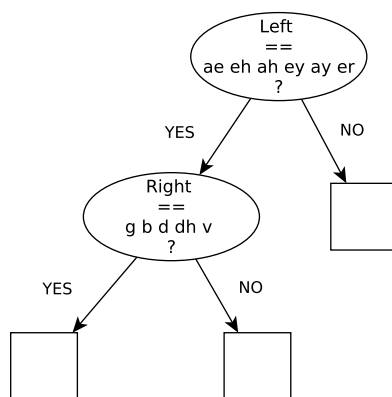 Left
==
ae eh ah ey ay er
?
YES
NO
Right
==
g b d dh v
?
YES
NO